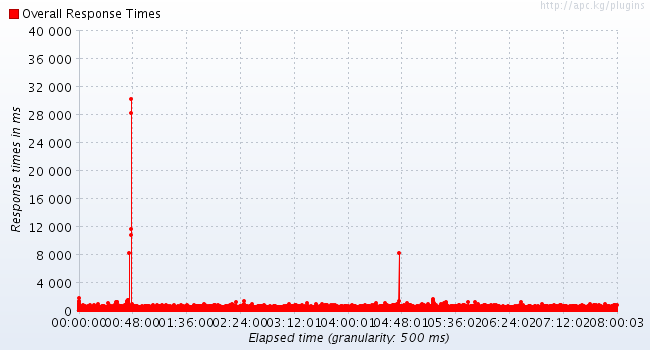 http://apc.kg/plugins
Overall Response Times
40 000
36 000
32 000
28 000
24 000
20 000
16 000
12 000
8 000
4 000
0
Response times in ms
00:00:00 00:48:00 01:36:00 02:24:00 03:12:01 04:00:01 04:48:01 05:36:02 06:24:02 07:12:02 08:00:03
Elapsed time (granularity: 500 ms)